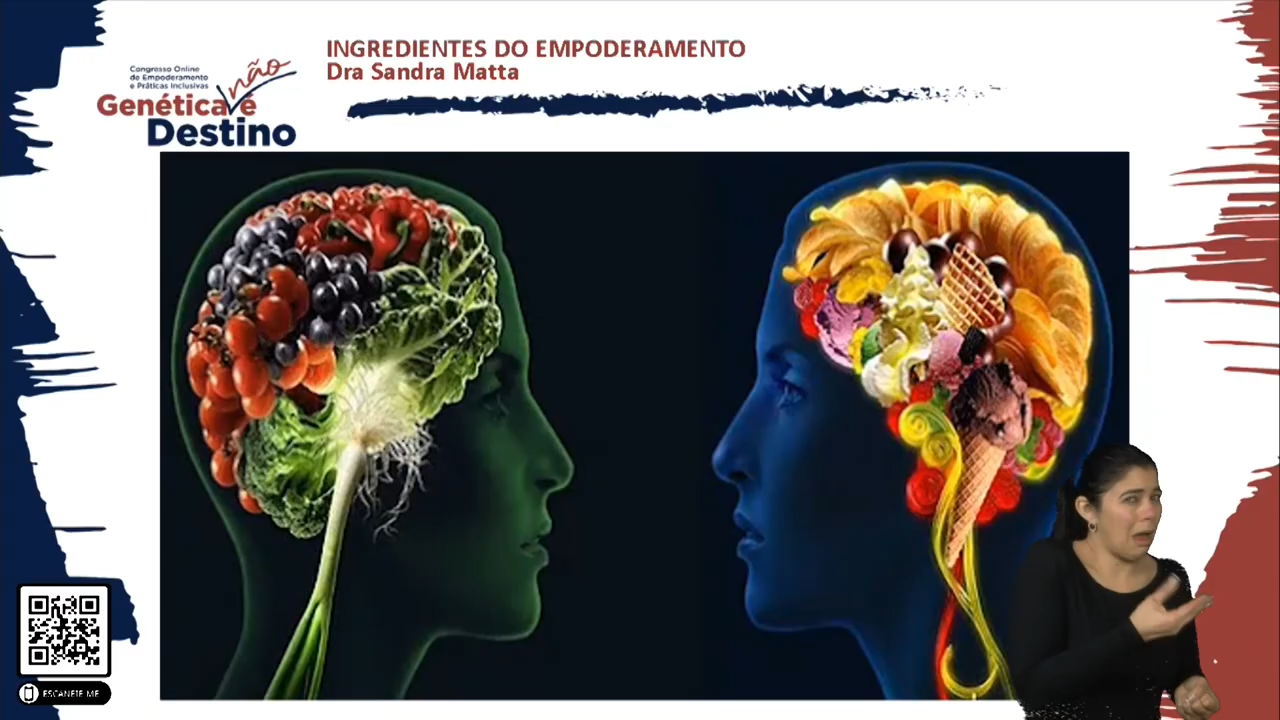 INGREDIENTES DO EMPODERAMENTO
Dra Sandra Matta
Congresso Online
de Empoderamento
e Práticas Inclusivas
não
Genética é
Destino
ESCANEIE ME